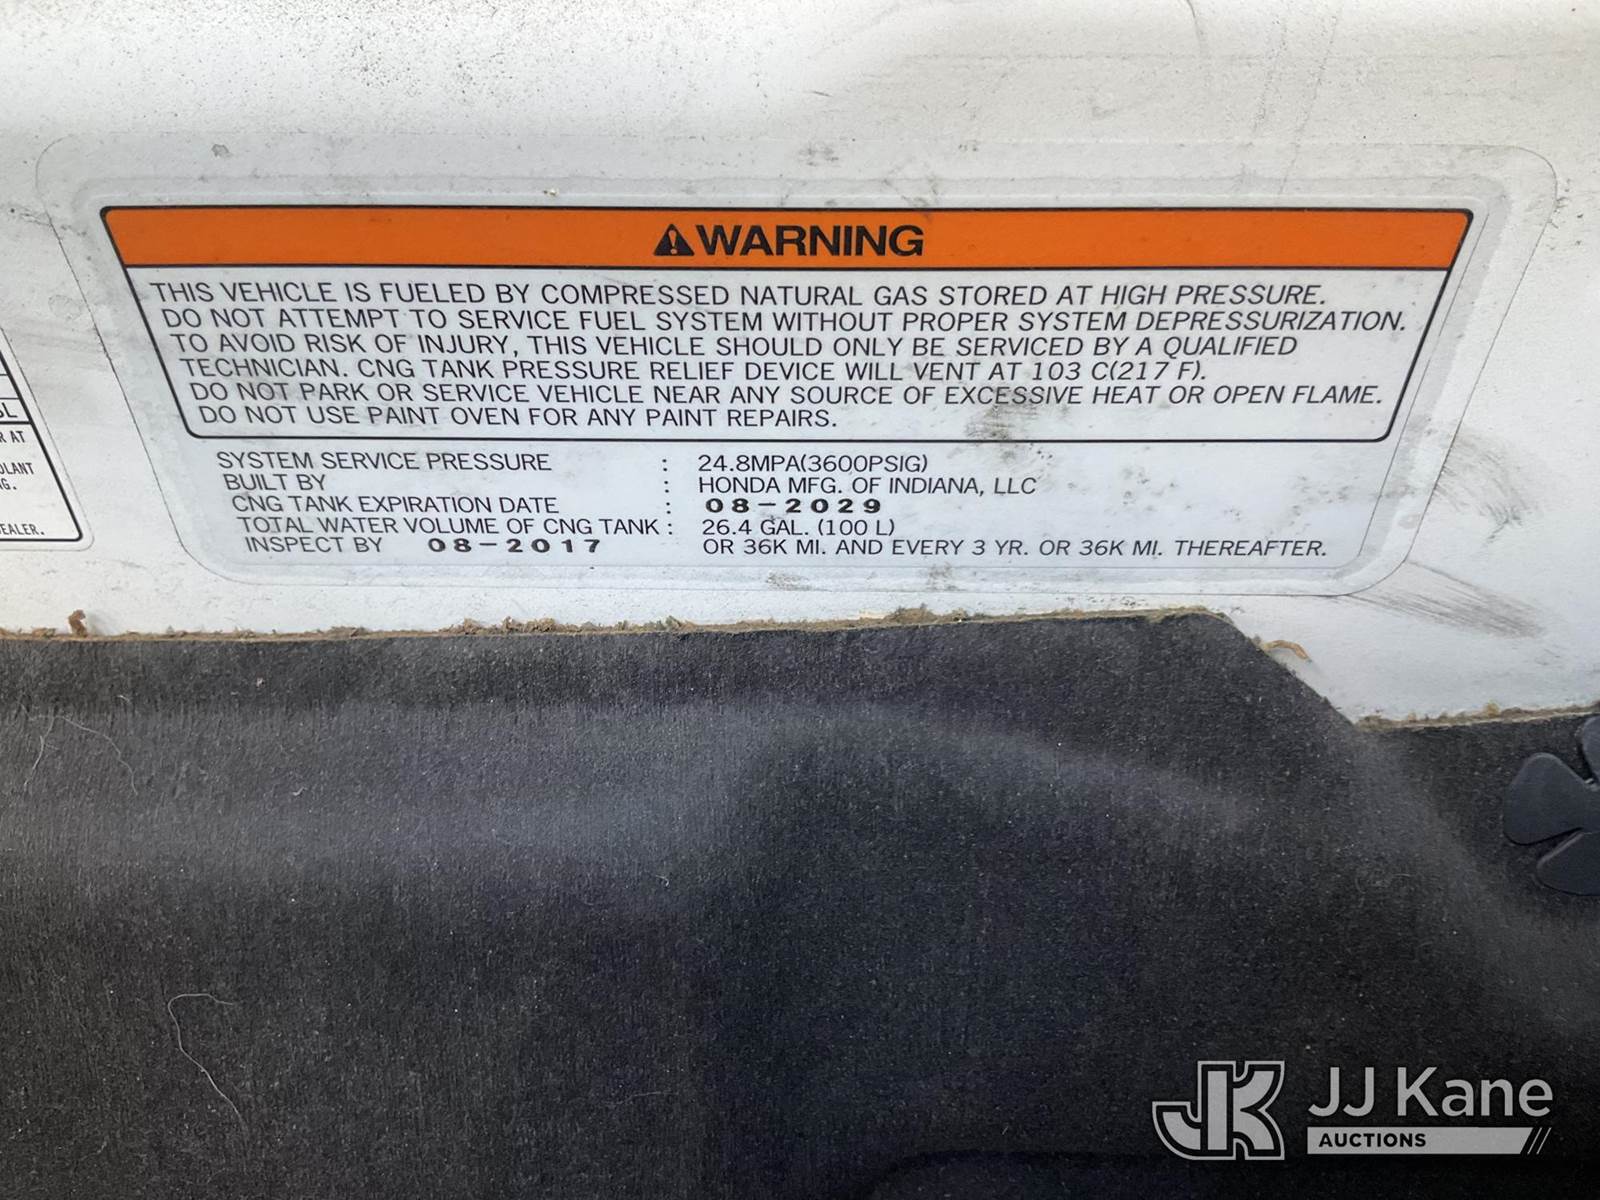 WARNING
THIS VEHICLE IS FUELED BY COMPRESSED NATURAL GAS STORED AT HIGH PRESSURE.
DO NOT ATTEMPT TO SERVICE FUEL SYSTEM WITHOUT PROPER SYSTEM DEPRESSURIZATION.
TO AVOID RISK OF INJURY, THIS VEHICLE SHOULD ONLY BE SERVICED BY A QUALIFIED
TECHNICIAN. CNG TANK PRESSURE RELIEF DEVICE WILL VENT AT 103 C(217 F).
DO NOT PARK OR SERVICE VEHICLE NEAR ANY SOURCE OF EXCESSIVE HEAT OR OPEN FLAME.
DO NOT USE PAINT OVEN FOR ANY PAINT REPAIRS.
SYSTEM SERVICE PRESSURE : 24.8MPA(3600PSIG)
BUILT BY : HONDA MFG. OF INDIANA, LLC
CNG TANK EXPIRATION DATE : 08-2029
TOTAL WATER VOLUME OF CNG TANK : 26.4 GAL. (100 L)
INSPECT BY 08-2017 OR 36K MI. AND EVERY 3 YR. OR 36K MI. THEREAFTER.
R AT
JK JJ Kane
AUCTIONS